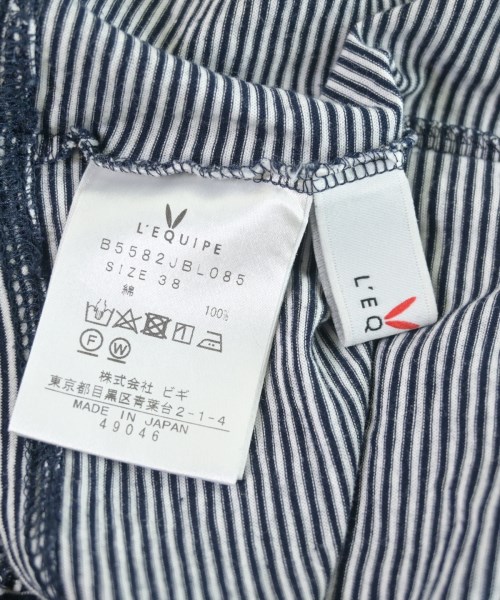 L'EQUIPE
B5582JBL085
SIZE 38
綿 100%
F W
株式会社 ビギ
東京都目黒区青葉台2-1-4
MADE IN JAPAN
49046
L'EQ